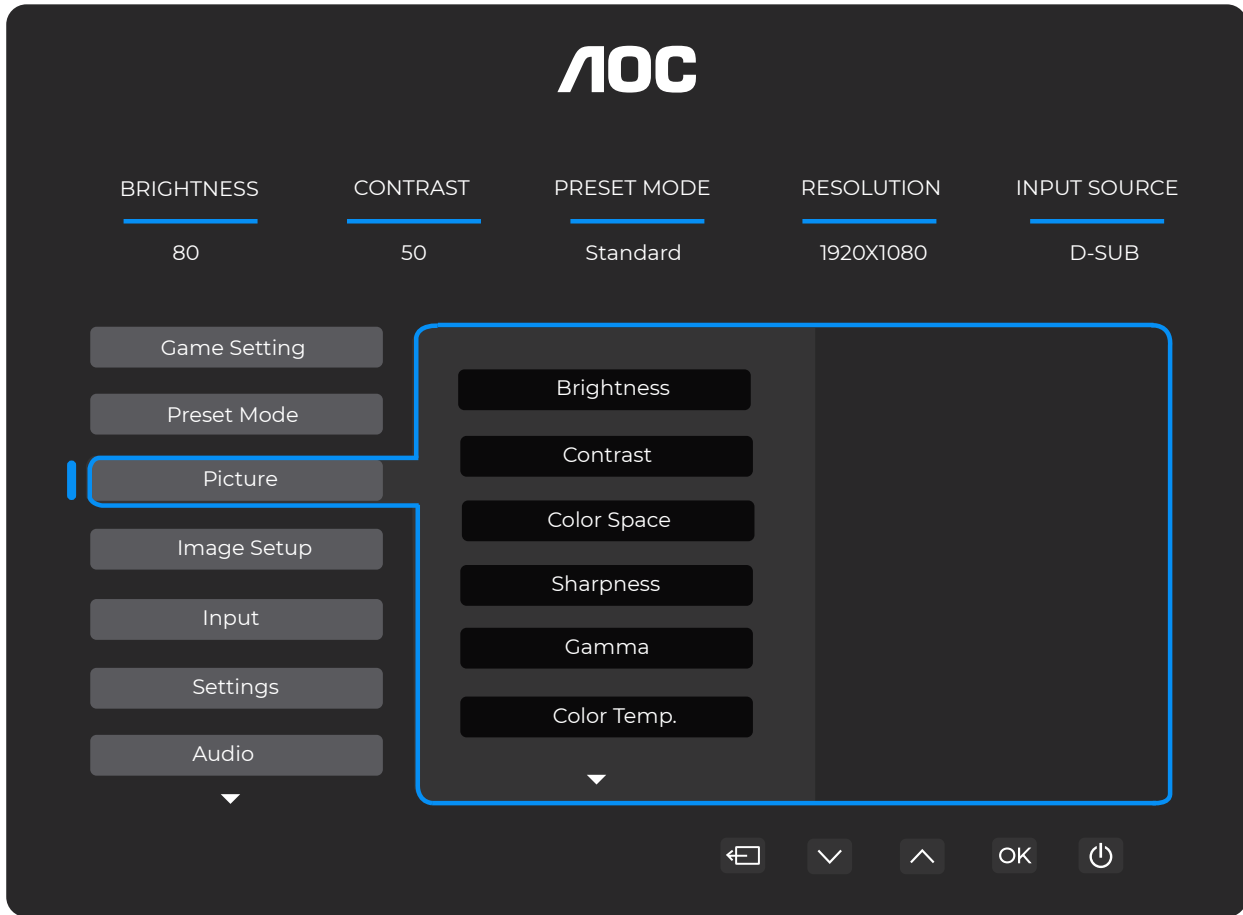 AOC
BRIGHTNESS CONTRAST PRESET MODE RESOLUTION INPUT SOURCE
80 50 Standard 1920X1080 D-SUB
Game Setting
Preset Mode
Picture
Image Setup
Input
Settings
Audio
Brightness
Contrast
Color Space
Sharpness
Gamma
Color Temp.
OK